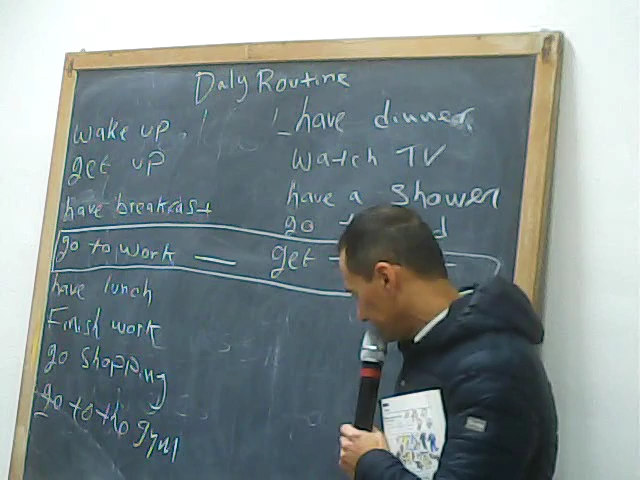 Daly Routine
wake up
get up
have breakfast
go to work — get
have lunch
Finish work
go shopping
go to the gym
have dinner
watch TV
have a shower
go